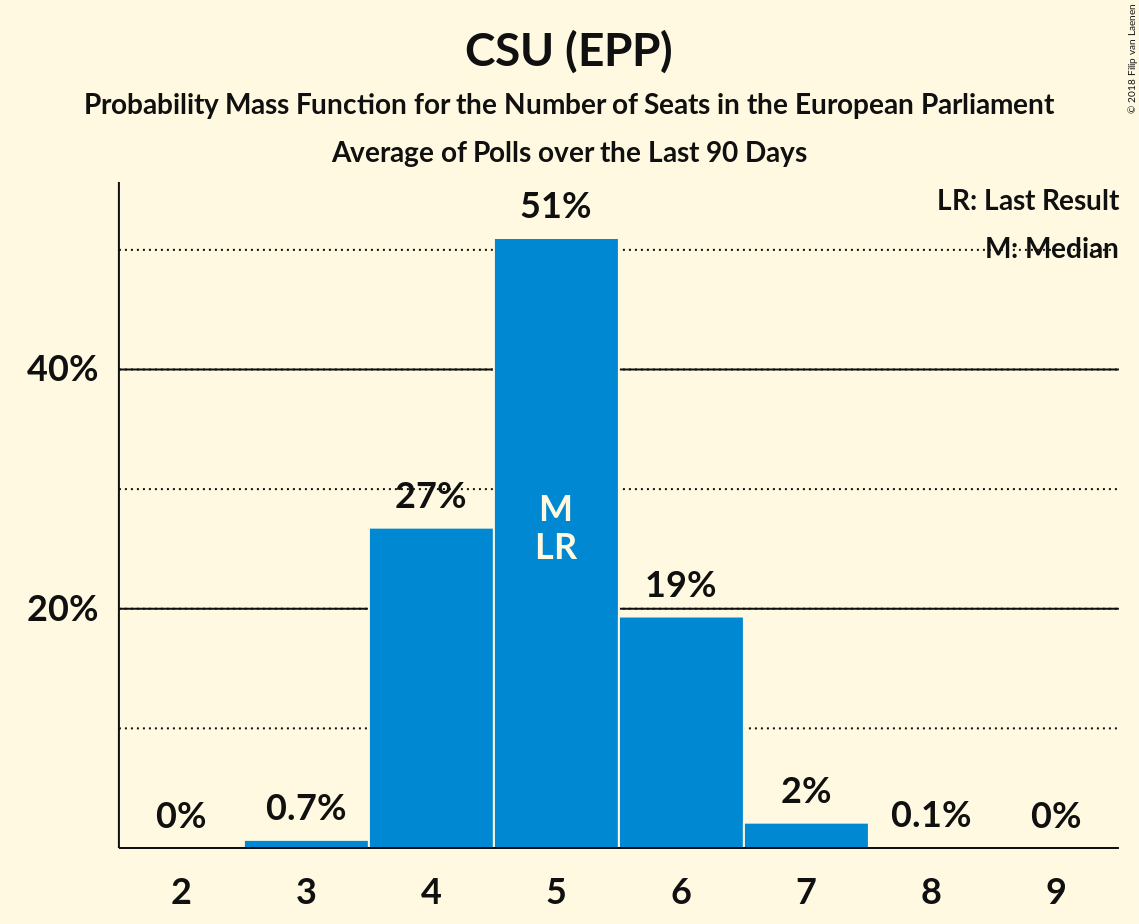 CSU (EPP)
Probability Mass Function for the Number of Seats in the European Parliament
Average of Polls over the Last 90 Days
© 2018 Filip van Laenen
LR: Last Result
M: Median
51%
40%
27%
M
LR
19%
20%
0%
0.7%
2%
0.1%
0%
2 3 4 5 6 7 8 9